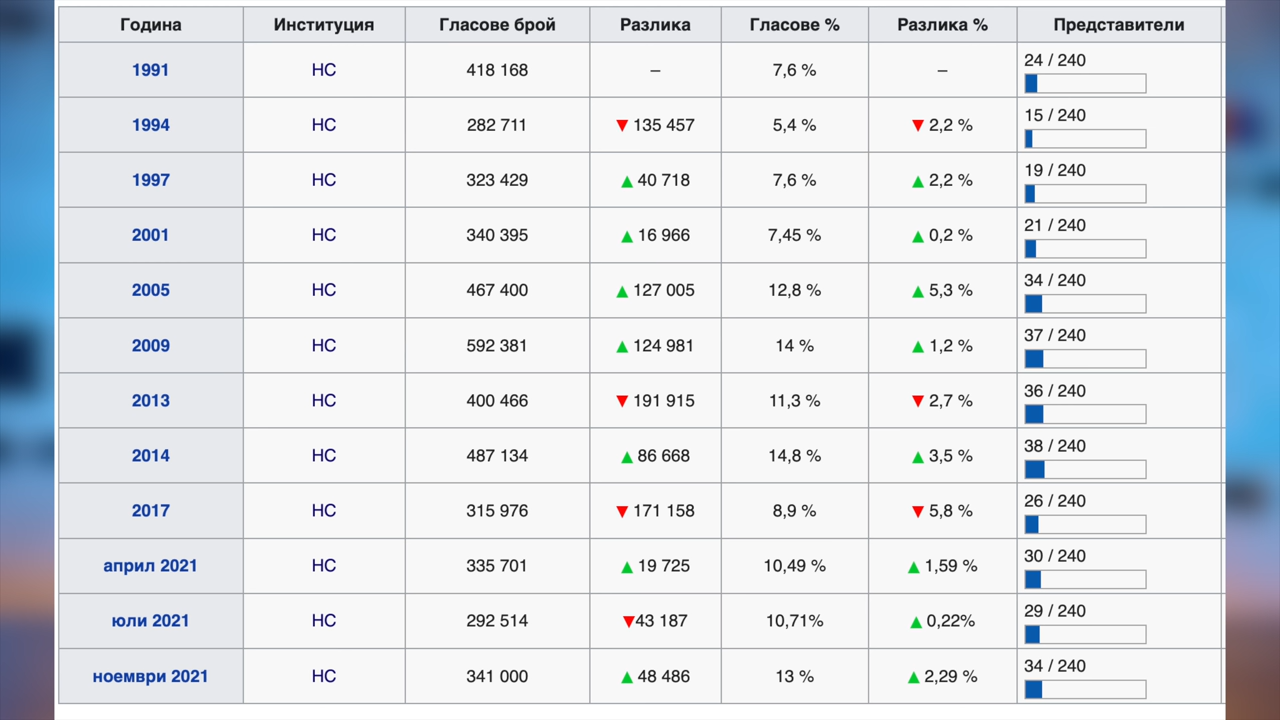 Година Институция Гласове брой Разлика Гласове % Разлика % Представители
1991 НС 418 168 – 7,6 % – 24 / 240
1994 НС 282 711 ▼ 135 457 5,4 % ▼ 2,2 % 15 / 240
1997 НС 323 429 ▲ 40 718 7,6 % ▲ 2,2 % 19 / 240
2001 НС 340 395 ▲ 16 966 7,45 % ▲ 0,2 % 21 / 240
2005 НС 467 400 ▲ 127 005 12,8 % ▲ 5,3 % 34 / 240
2009 НС 592 381 ▲ 124 981 14 % ▲ 1,2 % 37 / 240
2013 НС 400 466 ▼ 191 915 11,3 % ▼ 2,7 % 36 / 240
2014 НС 487 134 ▲ 86 668 14,8 % ▲ 3,5 % 38 / 240
2017 НС 315 976 ▼ 171 158 8,9 % ▼ 5,8 % 26 / 240
април 2021 НС 335 701 ▲ 19 725 10,49 % ▲ 1,59 % 30 / 240
юли 2021 НС 292 514 ▼43 187 10,71% ▲ 0,22% 29 / 240
ноември 2021 НС 341 000 ▲ 48 486 13 % ▲ 2,29 % 34 / 240